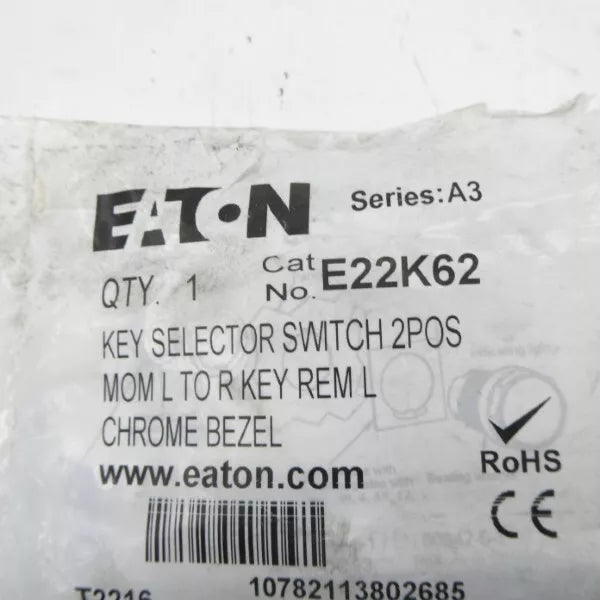 EATON Series:A3
QTY. 1 Cat No. E22K62
KEY SELECTOR SWITCH 2POS
MOM L TO R KEY REM L
CHROME BEZEL
www.eaton.com
RoHS
CE
T2216 10782113802685